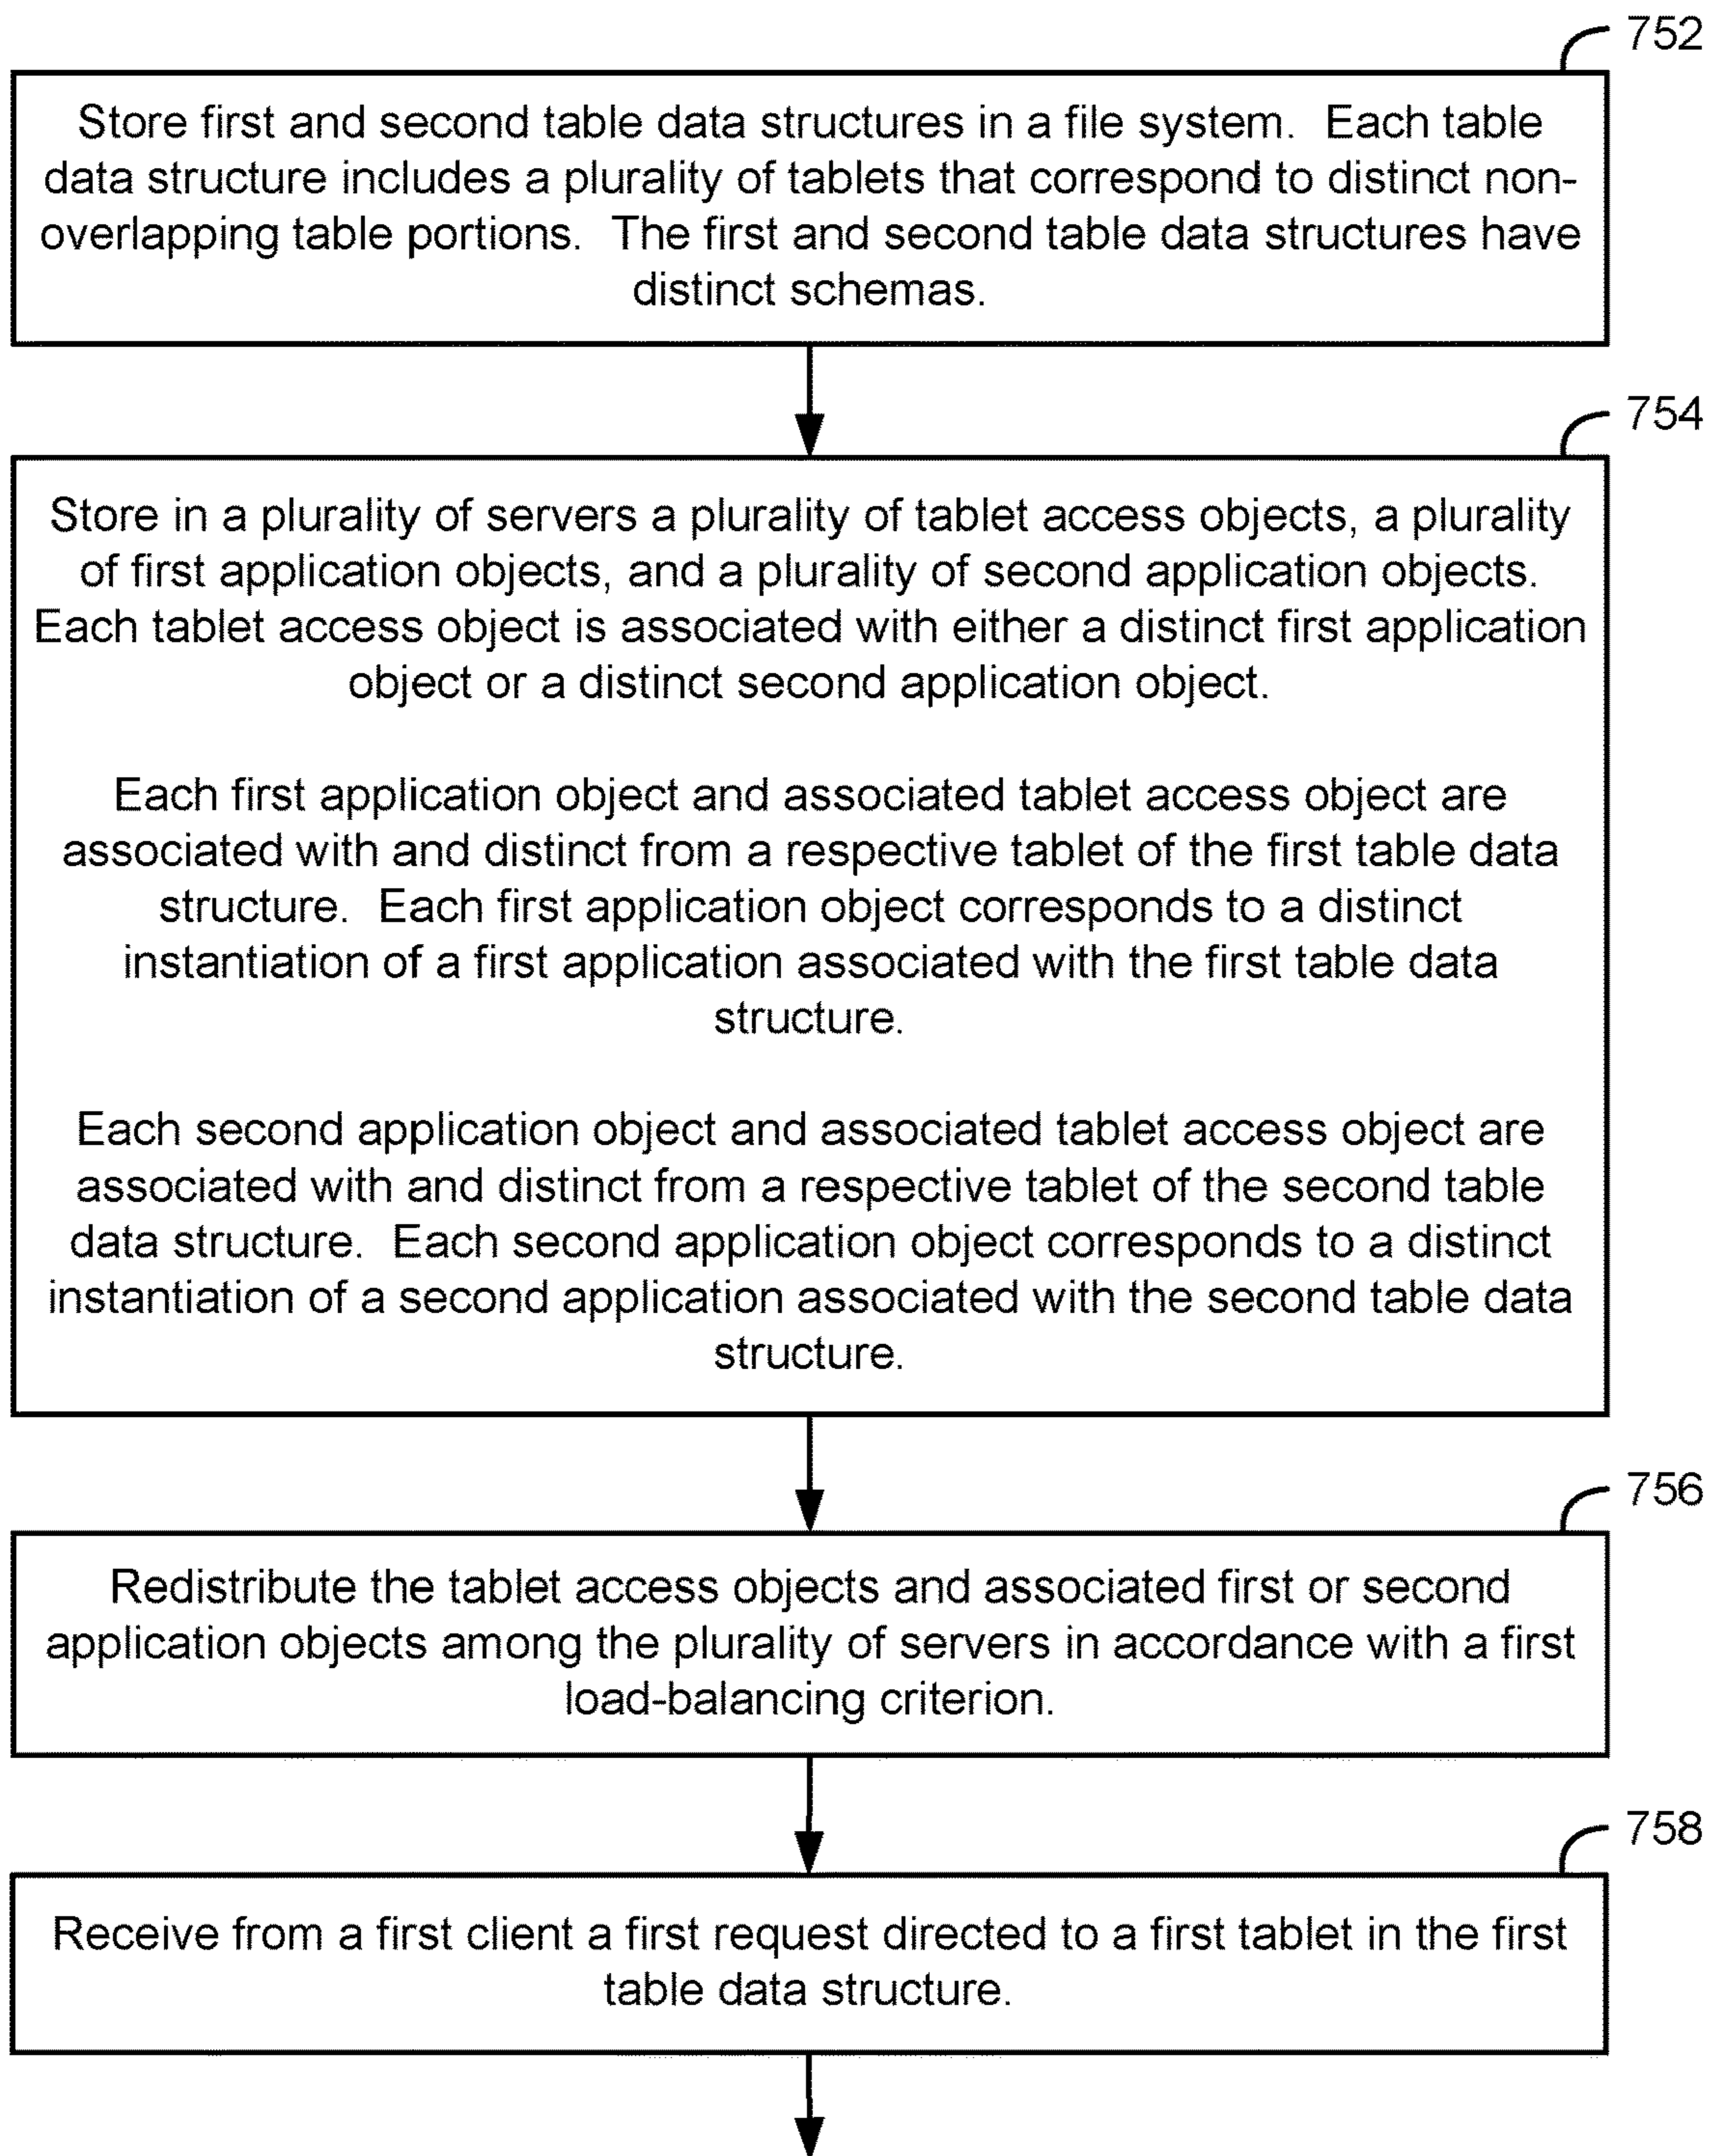 752
Store first and second table data structures in a file system.  Each table
data structure includes a plurality of tablets that correspond to distinct non-
overlapping table portions.  The first and second table data structures have
distinct schemas.
754
Store in a plurality of servers a plurality of tablet access objects, a plurality
of first application objects, and a plurality of second application objects.
Each tablet access object is associated with either a distinct first application
object or a distinct second application object.
Each first application object and associated tablet access object are
associated with and distinct from a respective tablet of the first table data
structure.  Each first application object corresponds to a distinct
instantiation of a first application associated with the first table data
structure.
Each second application object and associated tablet access object are
associated with and distinct from a respective tablet of the second table
data structure.  Each second application object corresponds to a distinct
instantiation of a second application associated with the second table data
structure.
756
Redistribute the tablet access objects and associated first or second
application objects among the plurality of servers in accordance with a first
load-balancing criterion.
758
Receive from a first client a first request directed to a first tablet in the first
table data structure.